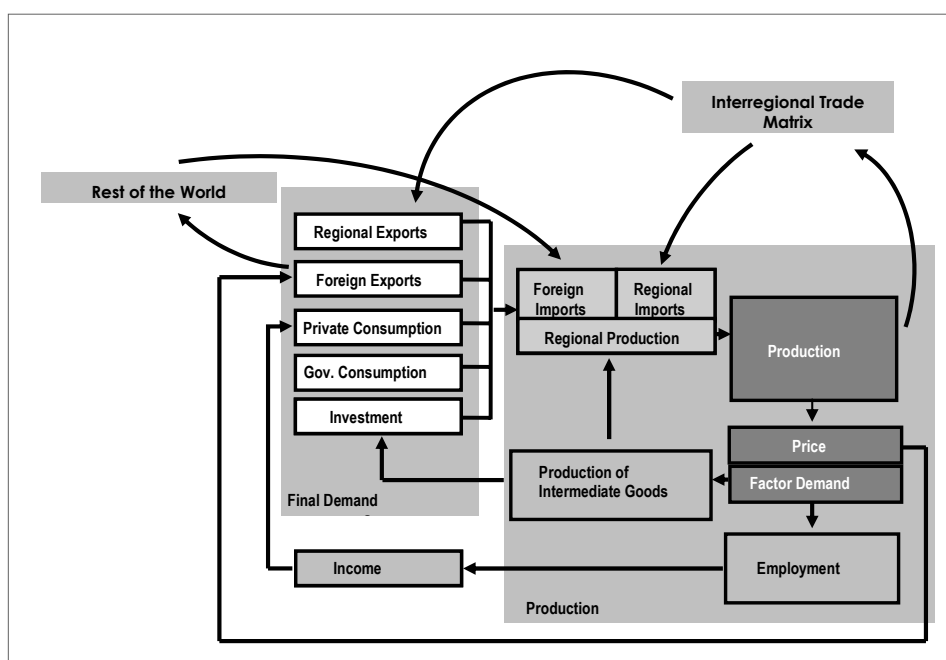 Interregional Trade
Matrix
Rest of the World
Regional Exports
Foreign Exports
Private Consumption
Gov. Consumption
Investment
Final Demand
Foreign
Imports
Regional
Imports
Regional Production
Production
Price
Factor Demand
Production of
Intermediate Goods
Employment
Income
Production